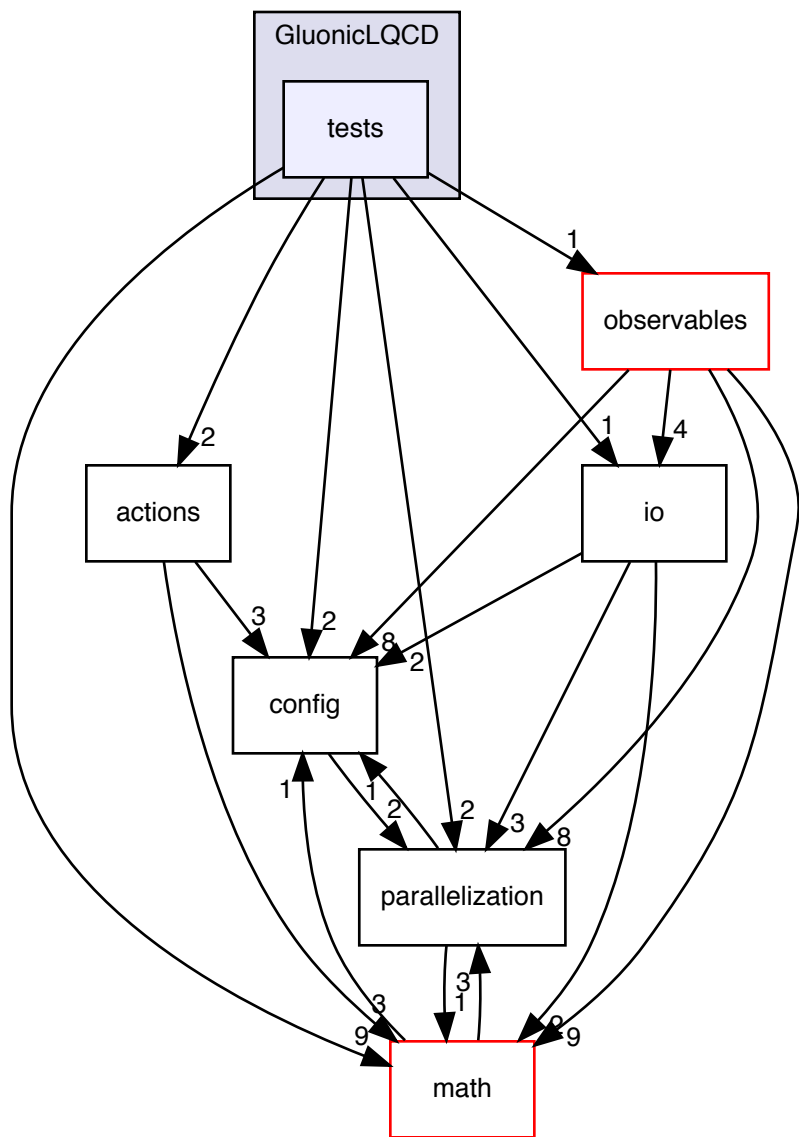 GluonicLQCD
tests
1
observables
2
1
4
actions
io
3
2
8
2
config
1
1
2
2
3
8
parallelization
3
3
1
9
9
math